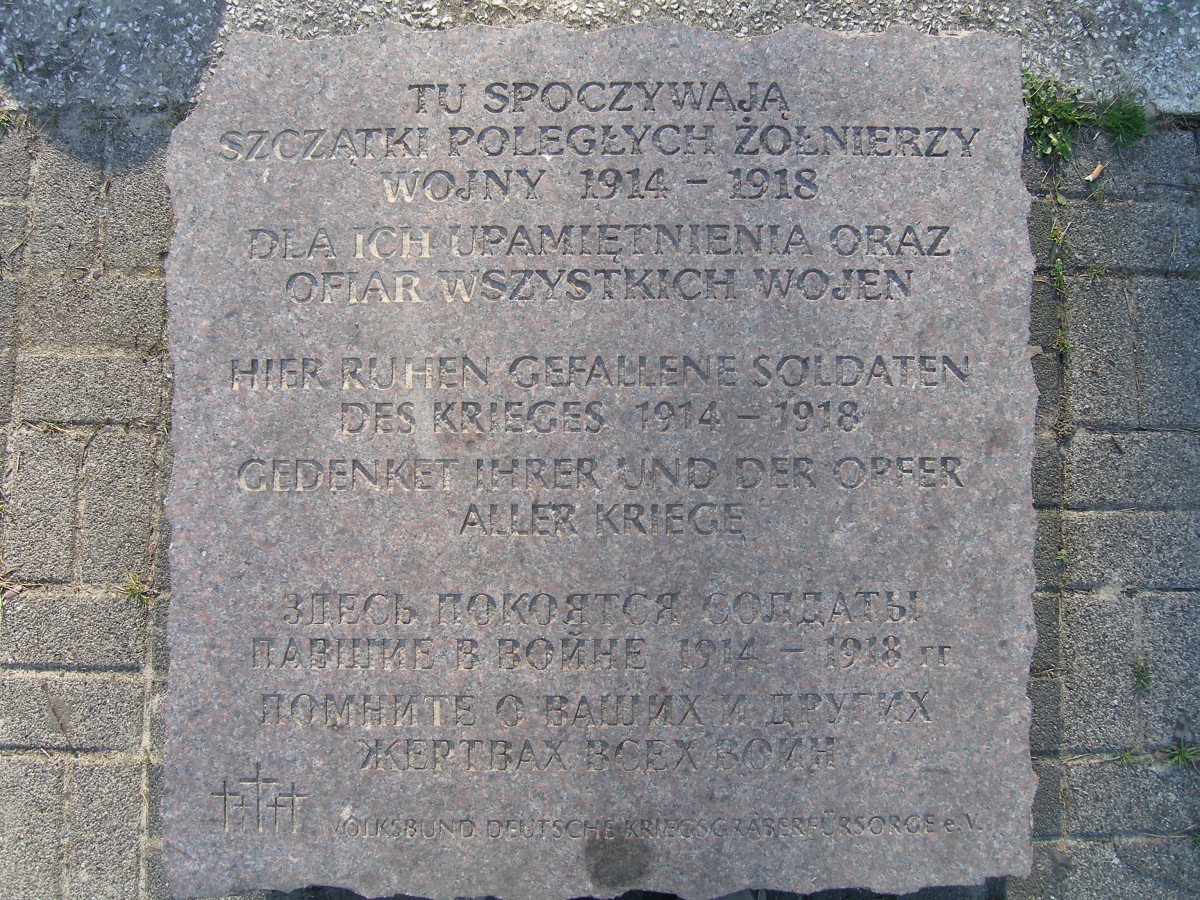 TU SPOCZYWAJĄ
SZCZĄTKI POLEGŁYCH ŻOŁNIERZY
WOJNY 1914 – 1918
DLA ICH UPAMIĘTNIENIA ORAZ
OFIAR WSZYSTKICH WOJEN
HIER RUHEN GEFALLENE SOLDATEN
DES KRIEGES 1914 – 1918
GEDENKET IHRER UND DER OPFER
ALLER KRIEGE
ЗДЕСЬ ПОКОЯТСЯ СОЛДАТЫ
ПАВШИЕ В ВОЙНЕ 1914 – 1918 гг
ПОМНИТЕ О ВАШИХ И ДРУГИХ
ЖЕРТВАХ ВСЕХ ВОЙН
VOLKSBUND DEUTSCHE KRIEGSGRÄBERFÜRSORGE e.V.